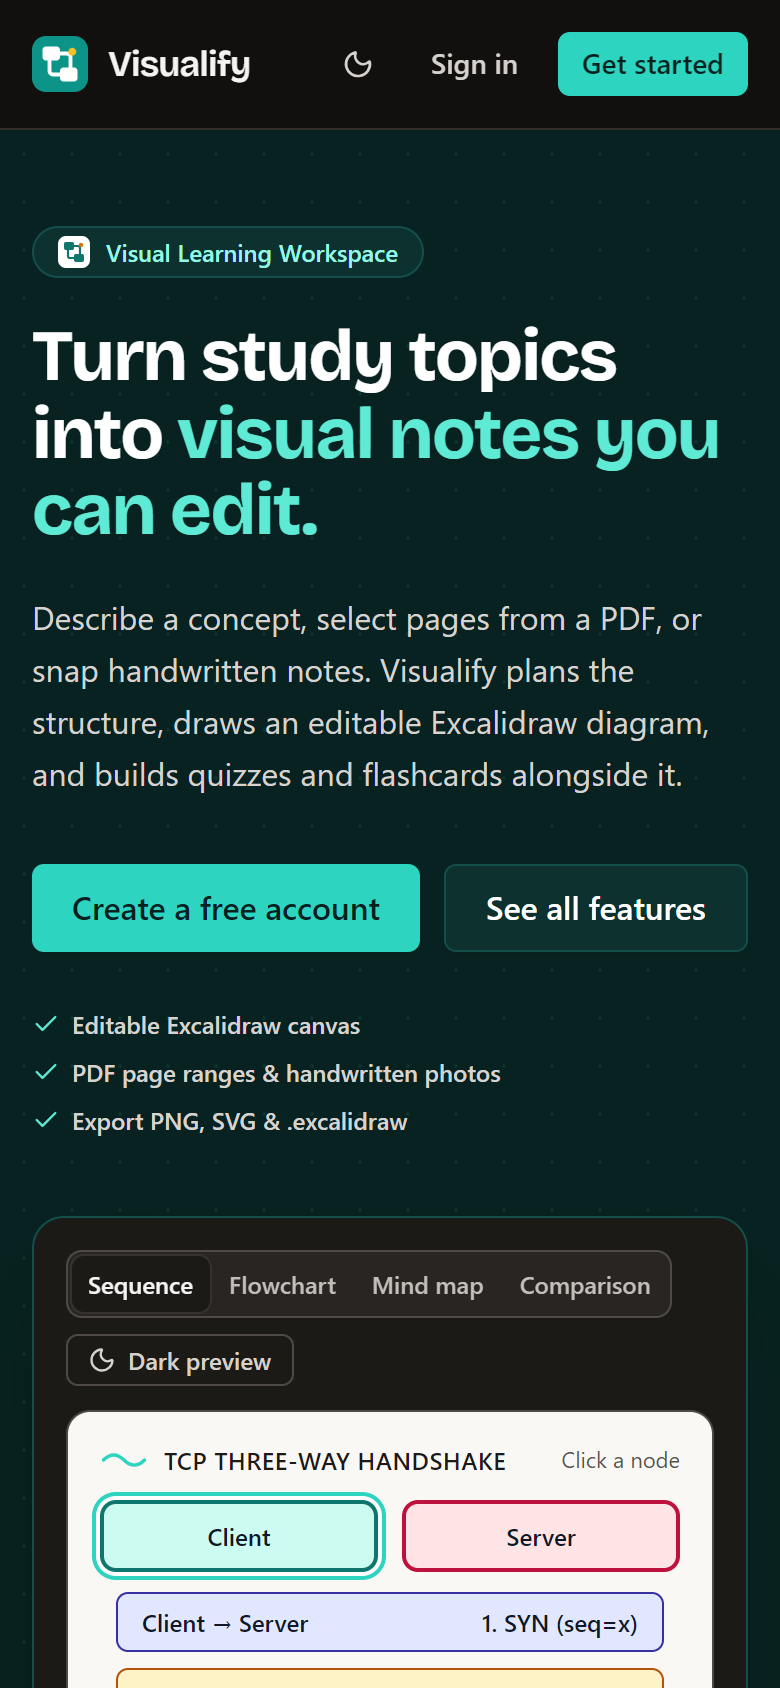 Visualify
Sign in
Get started
Visual Learning Workspace
Turn study topics
into visual notes you
can edit.
Describe a concept, select pages from a PDF, or
snap handwritten notes. Visualify plans the
structure, draws an editable Excalidraw diagram,
and builds quizzes and flashcards alongside it.
Create a free account
See all features
Editable Excalidraw canvas
PDF page ranges & handwritten photos
Export PNG, SVG & .excalidraw
Sequence
Flowchart
Mind map
Comparison
Dark preview
TCP THREE-WAY HANDSHAKE
Click a node
Client
Server
Client → Server
1. SYN (seq=x)